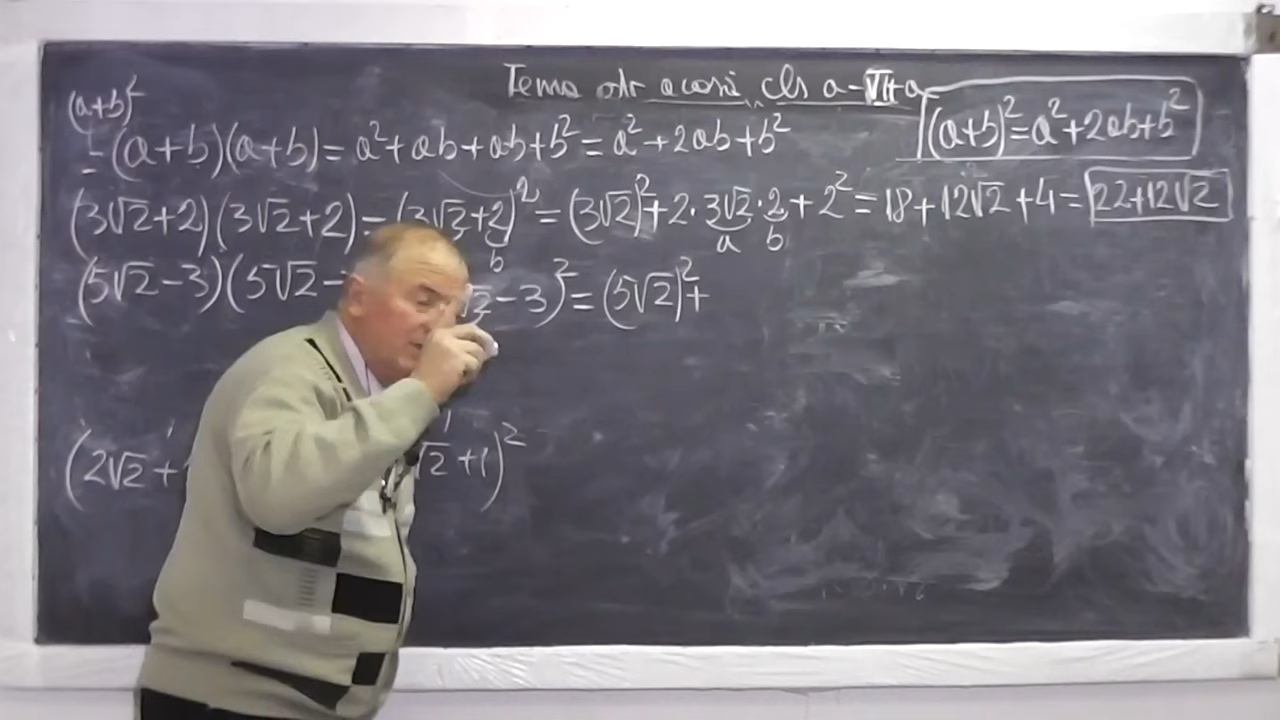 Tema ptr acasă cls a-VII-a
(a+b)²
=(a+b)(a+b)=a²+ab+ab+b²=a²+2ab+b²
(a+b)²=a²+2ab+b²
(3√2+2)(3√2+2)=(3√2+2)²=(3√2)²+2·3√2·2+2²=18+12√2+4=22+12√2
b a b
(5√2-3)(5√2- √2-3)²=(5√2)²+
(2√2+ √2+1)²